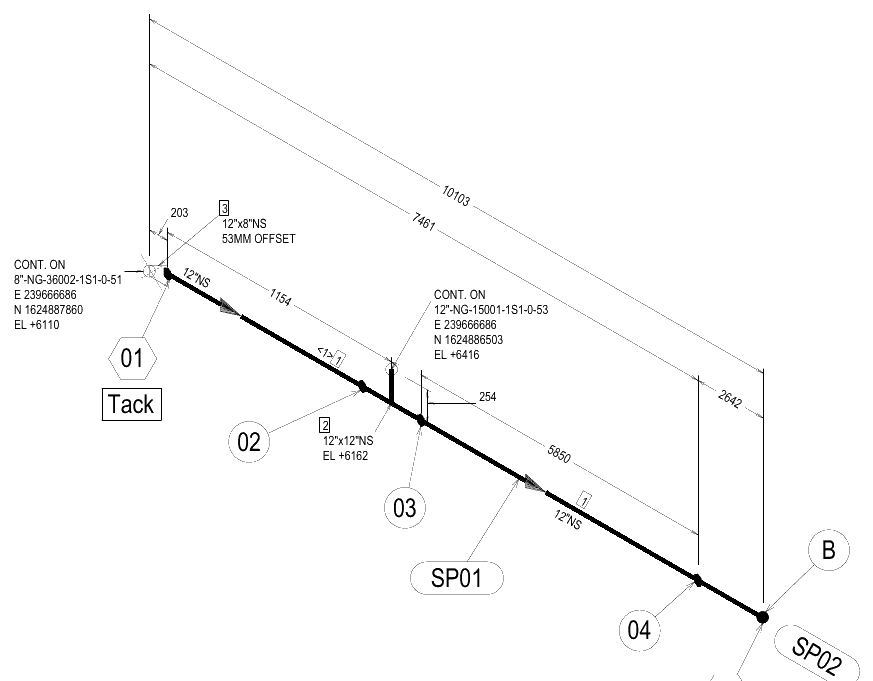 10103
7461
203
3
12"x8"NS
53MM OFFSET
CONT. ON
8"-NG-36002-1S1-0-51
E 239666686
N 1624887860
EL +6110
12"NS
1154
CONT. ON
12"-NG-15001-1S1-0-53
E 239666686
N 1624886503
EL +6416
01
Tack
<1> 1
2642
254
02
2
12"x12"NS
EL +6162
03
5850
1
12"NS
SP01
B
04
SP02